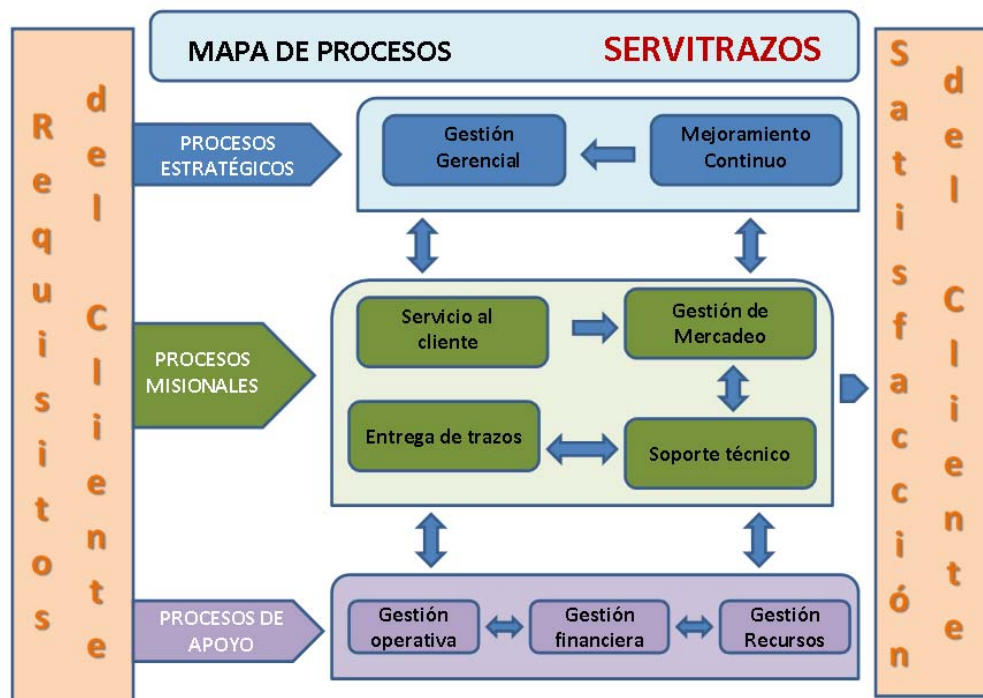 MAPA DE PROCESOS SERVITRAZOS
Requisitos
del Cliente
PROCESOS
ESTRATÉGICOS
Gestión
Gerencial
Mejoramiento
Continuo
PROCESOS
MISIONALES
Servicio al
cliente
Gestión de
Mercadeo
Entrega de trazos
Soporte técnico
PROCESOS DE
APOYO
Gestión
operativa
Gestión
financiera
Gestión
Recursos
Satisfacción
del Cliente